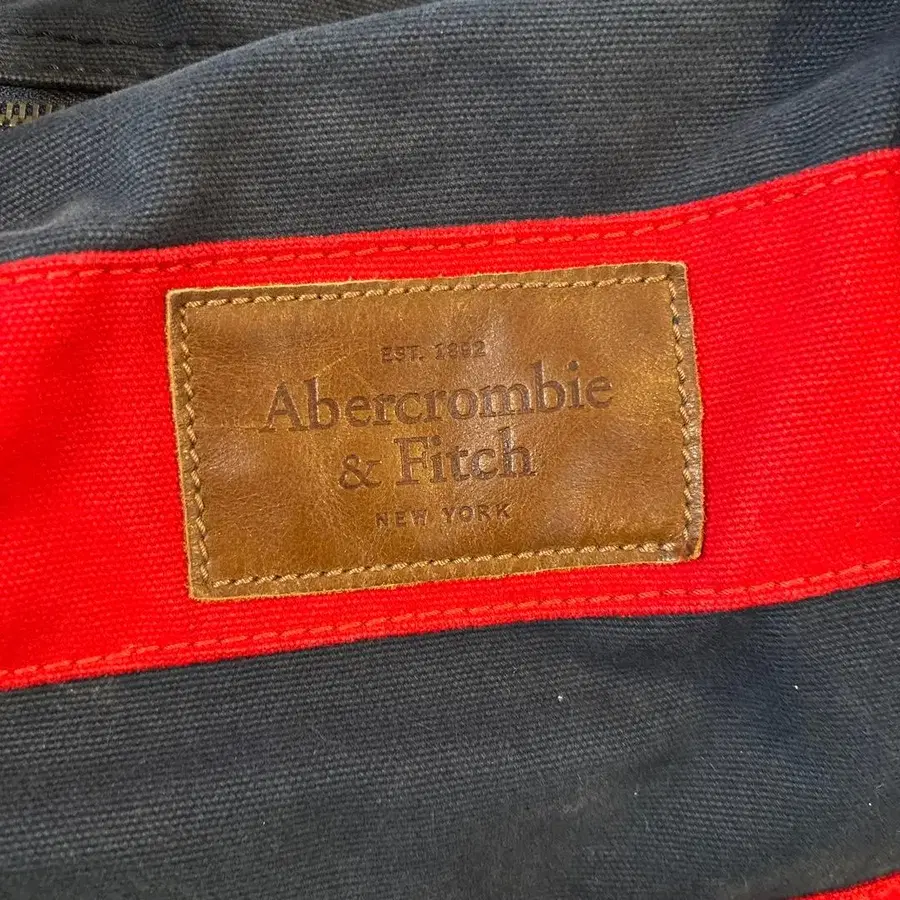 EST. 1892
Abercrombie
& Fitch
NEW YORK